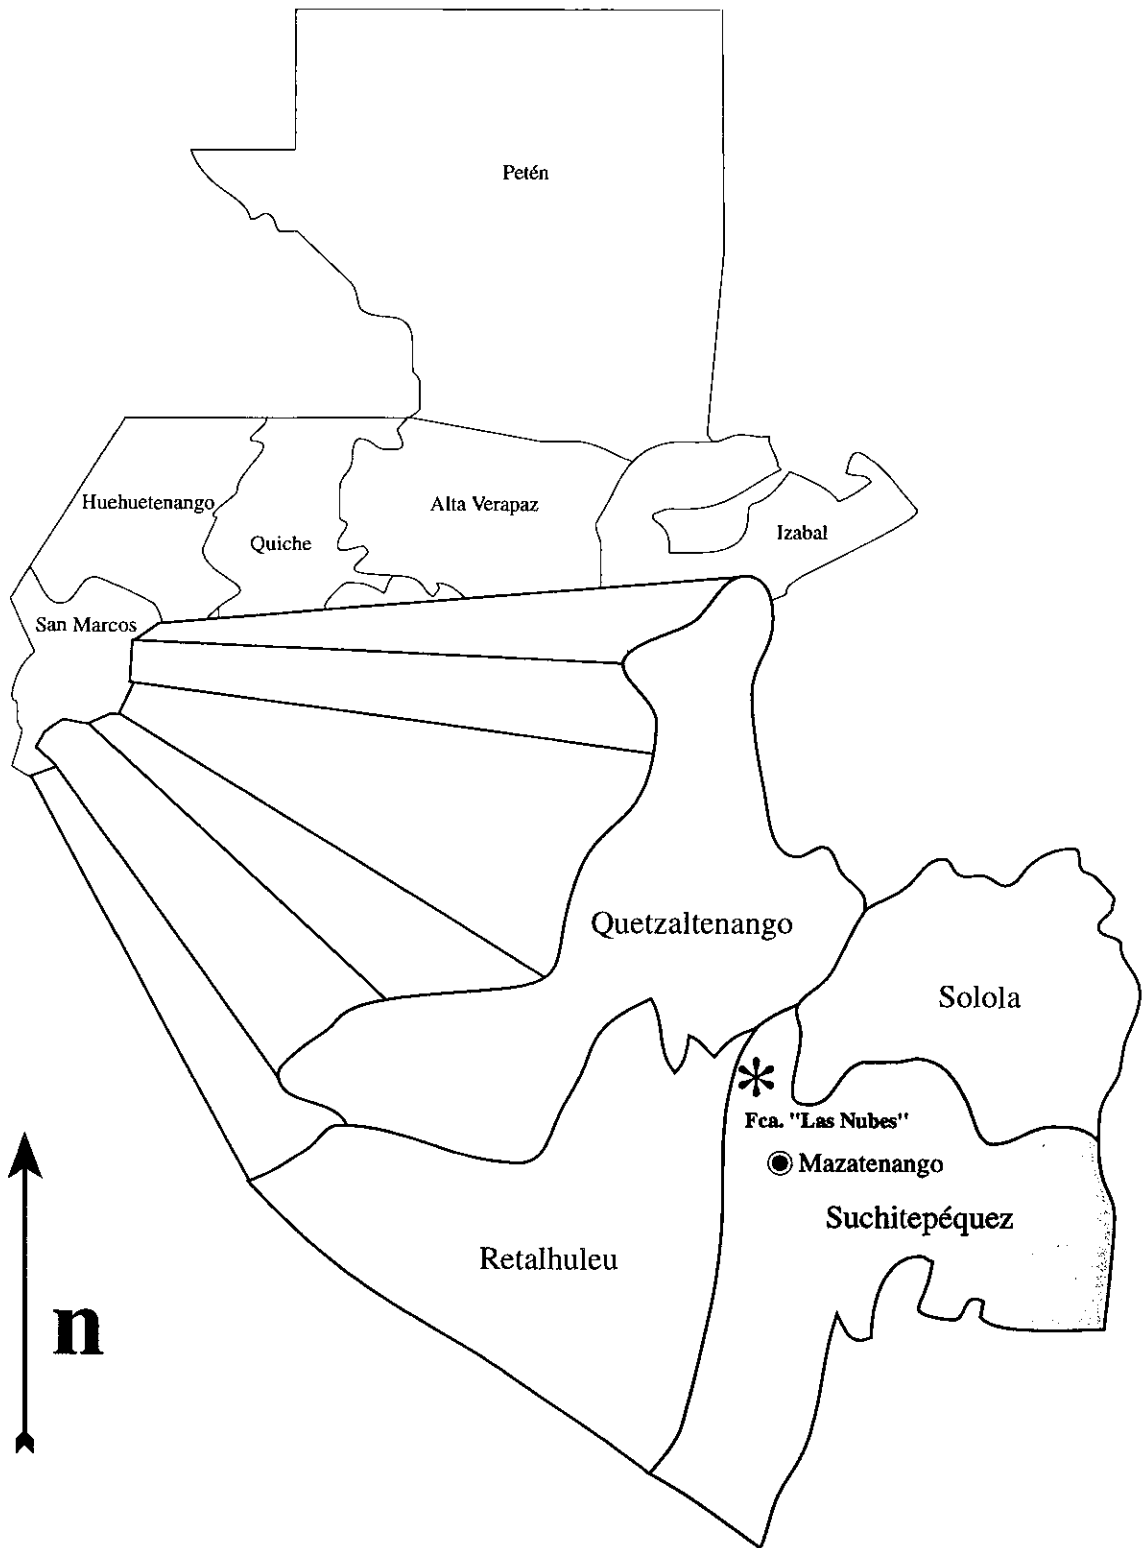 Petén
Huehuetenango
Alta Verapaz
Quiche
Izabal
San Marcos
Quetzaltenango
Solola
Fca. "Las Nubes"
Mazatenango
Suchitepéquez
Retalhuleu
n